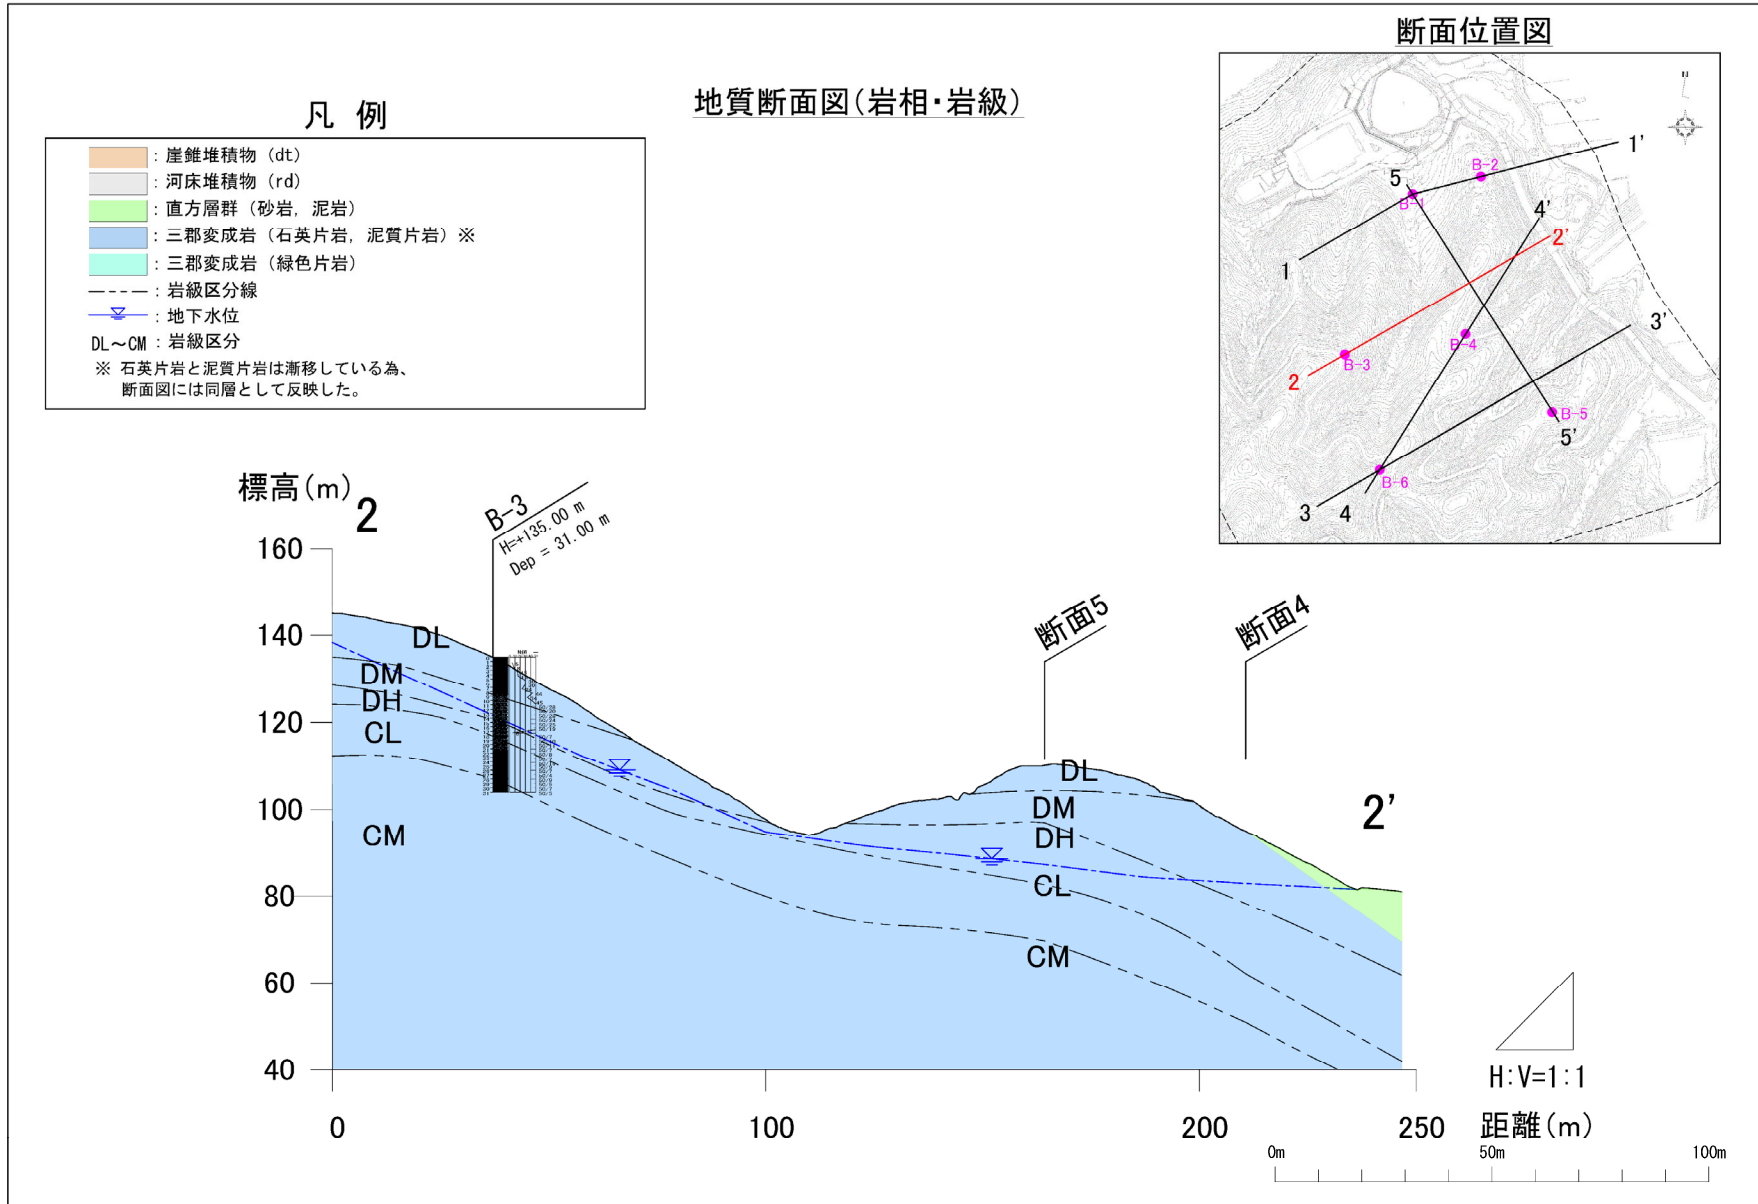 断面位置図
地質断面図(岩相・岩級)
凡 例
: 崖錐堆積物 (dt)
: 河床堆積物 (rd)
: 直方層群 (砂岩, 泥岩)
: 三郡変成岩 (石英片岩, 泥質片岩) ※
: 三郡変成岩 (緑色片岩)
: 岩級区分線
: 地下水位
DL~CM : 岩級区分
※ 石英片岩と泥質片岩は漸移している為、
断面図には同層として反映した。
N
1'
B-2
5
B-1
4'
2'
1
3'
B-4
B-3
2
B-5
5'
B-6
3
4
標高(m)
2
B-3
H=+135.00 m
Dep = 31.00 m
断面5
断面4
2'
160
140
120
100
80
60
40
DL
DM
DH
CL
CM
DL
DM
DH
CL
CM
H:V=1:1
0
100
200
250
距離(m)
0m
50m
100m